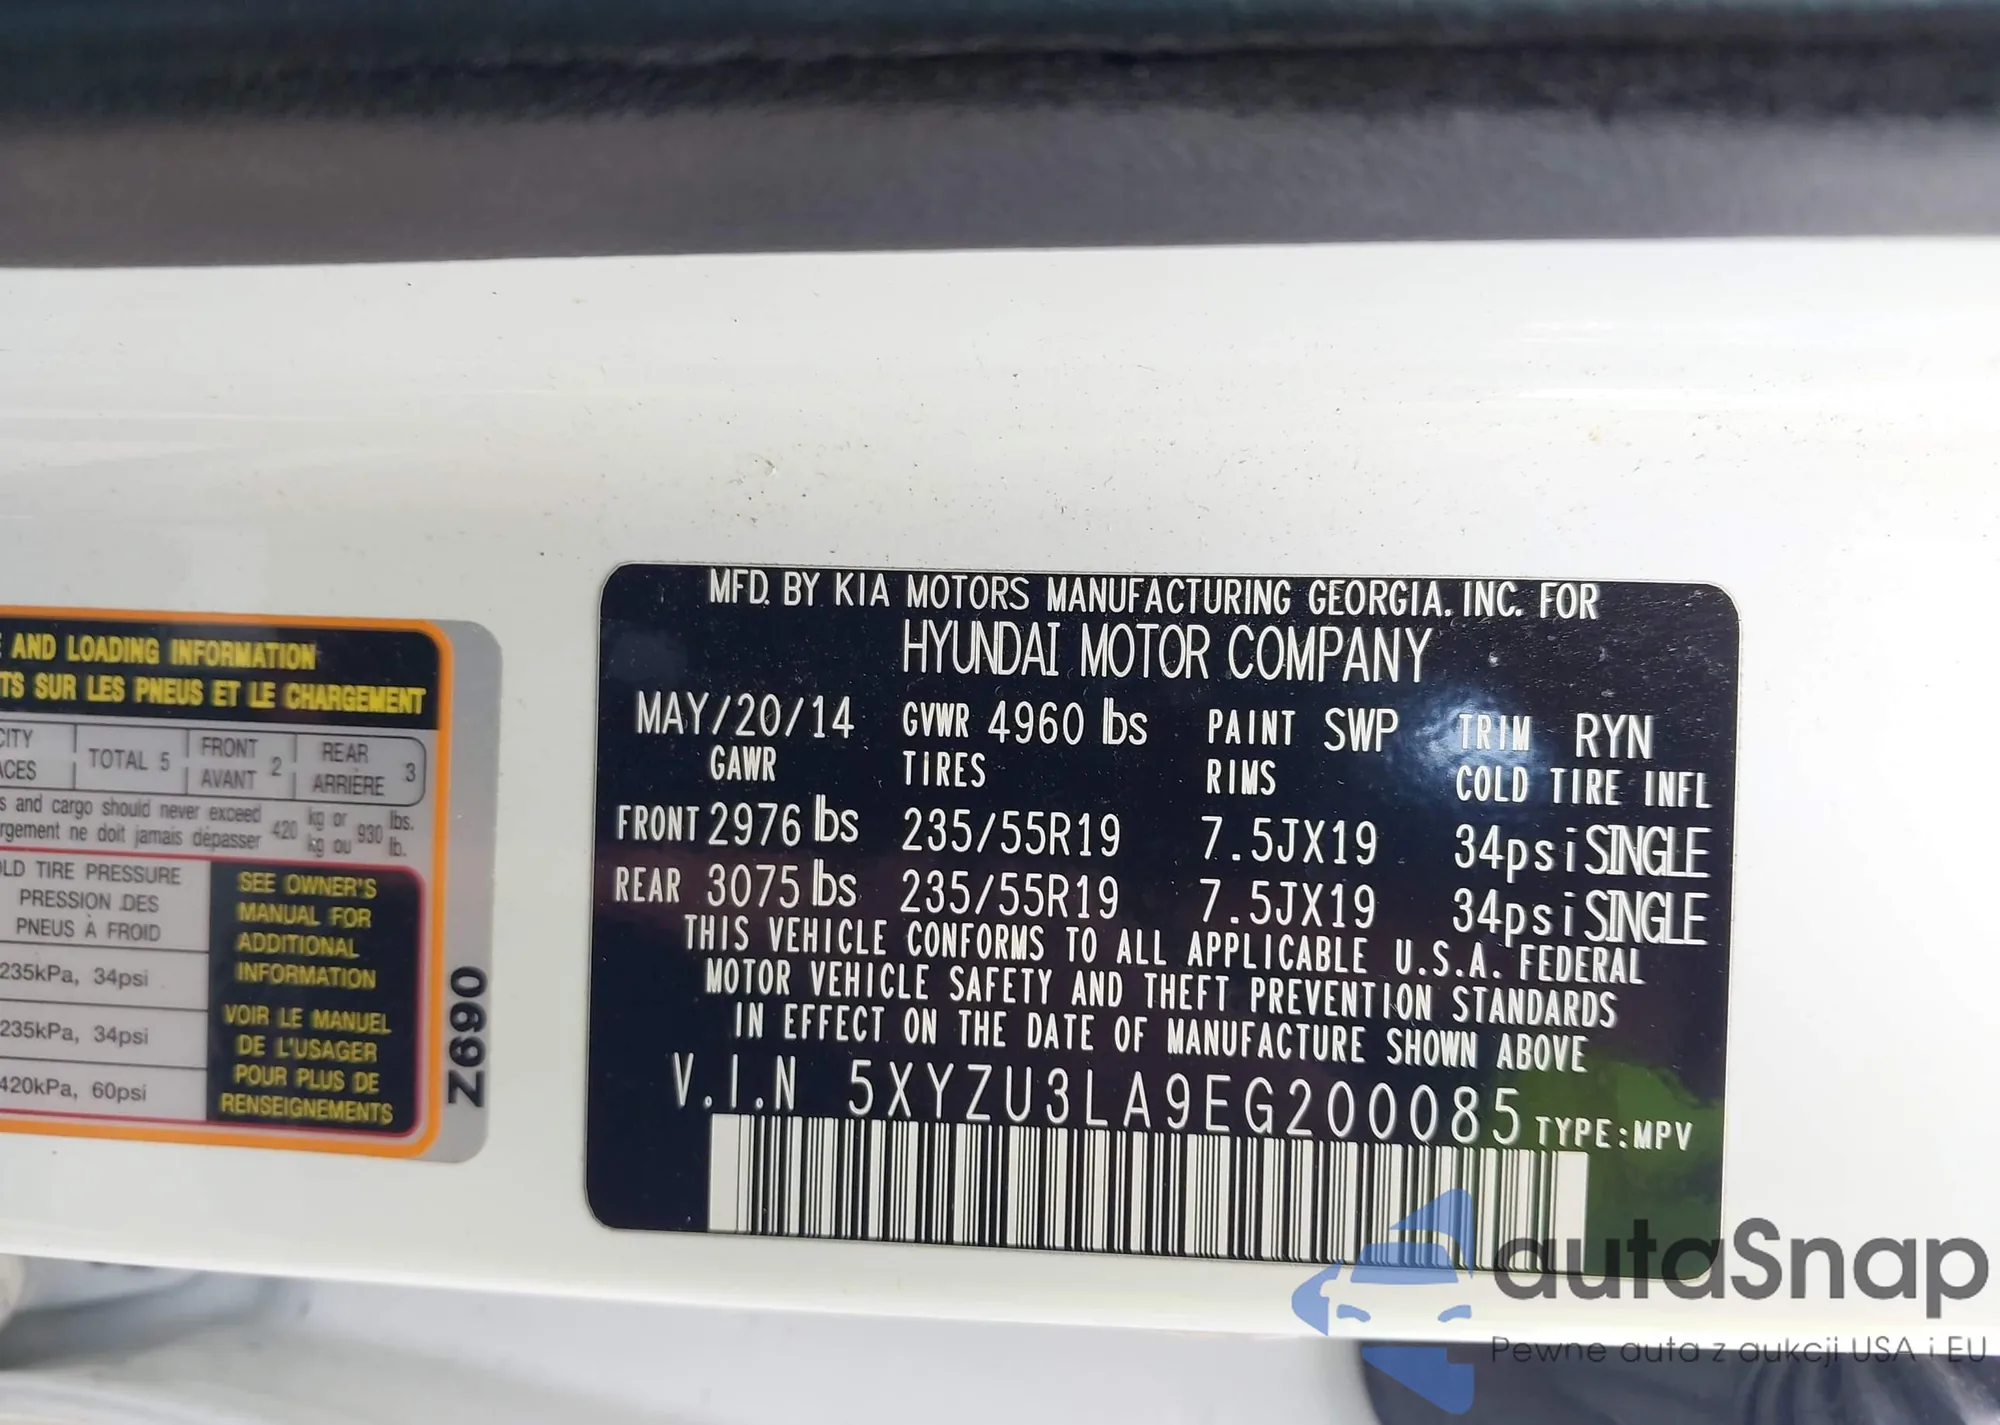 E AND LOADING INFORMATION
TS SUR LES PNEUS ET LE CHARGEMENT
CITY
ACES
TOTAL 5
FRONT
AVANT
2
REAR
ARRIÈRE
3
s and cargo should never exceed
rgement ne doit jamais dépasser
420
kg or
kg ou
930
lbs.
lb.
LD TIRE PRESSURE
PRESSION DES
PNEUS À FROID
235kPa, 34psi
235kPa, 34psi
420kPa, 60psi
SEE OWNER'S
MANUAL FOR
ADDITIONAL
INFORMATION
VOIR LE MANUEL
DE L'USAGER
POUR PLUS DE
RENSEIGNEMENTS
Z690
MFD. BY KIA MOTORS MANUFACTURING GEORGIA. INC. FOR
HYUNDAI MOTOR COMPANY
MAY/20/14 GVWR 4960 lbs PAINT SWP TRIM RYN
GAWR TIRES RIMS COLD TIRE INFL
FRONT 2976 lbs 235/55R19 7.5JX19 34psi SINGLE
REAR 3075 lbs 235/55R19 7.5JX19 34psi SINGLE
THIS VEHICLE CONFORMS TO ALL APPLICABLE U.S.A. FEDERAL
MOTOR VEHICLE SAFETY AND THEFT PREVENTION STANDARDS
IN EFFECT ON THE DATE OF MANUFACTURE SHOWN ABOVE
V.I.N 5XYZU3LA9EG200085 TYPE:MPV
autaSnap
Pewne auta z aukcji USA i EU